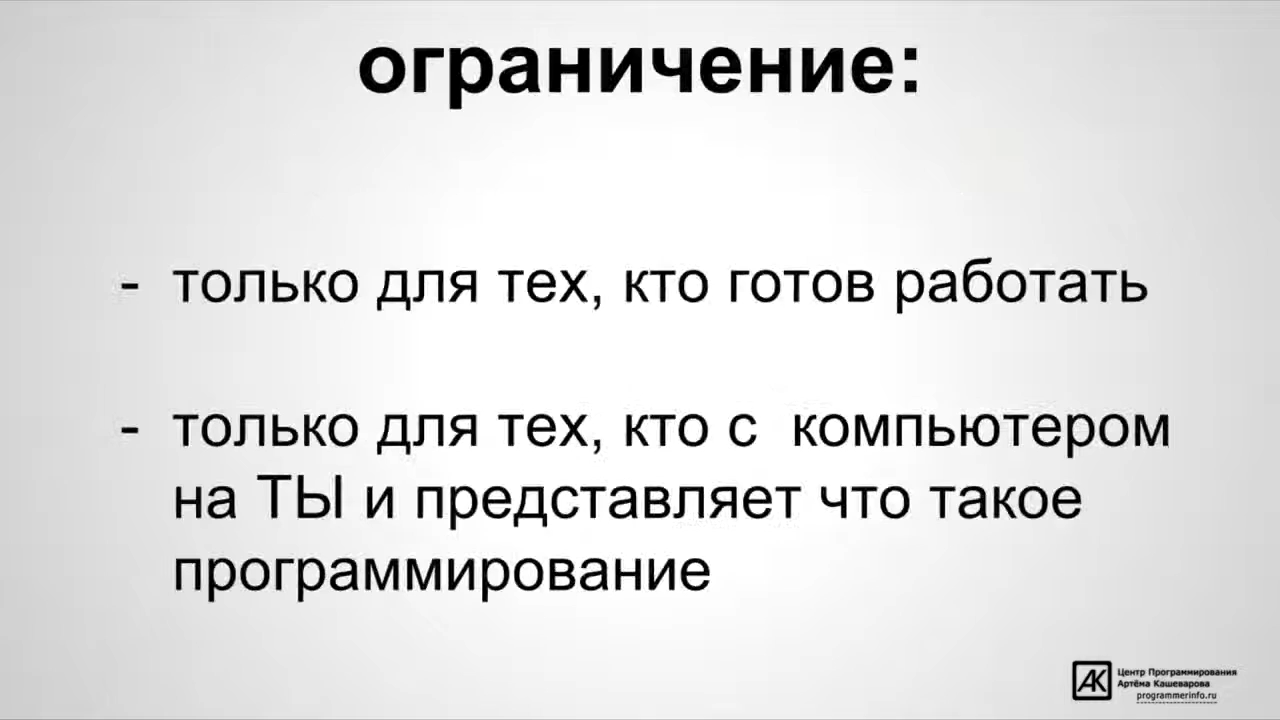 ограничение:
- только для тех, кто готов работать
- только для тех, кто с компьютером
на ТЫ и представляет что такое
программирование
АК
Центр Программирования
Артёма Кашеварова
programmerinfo.ru